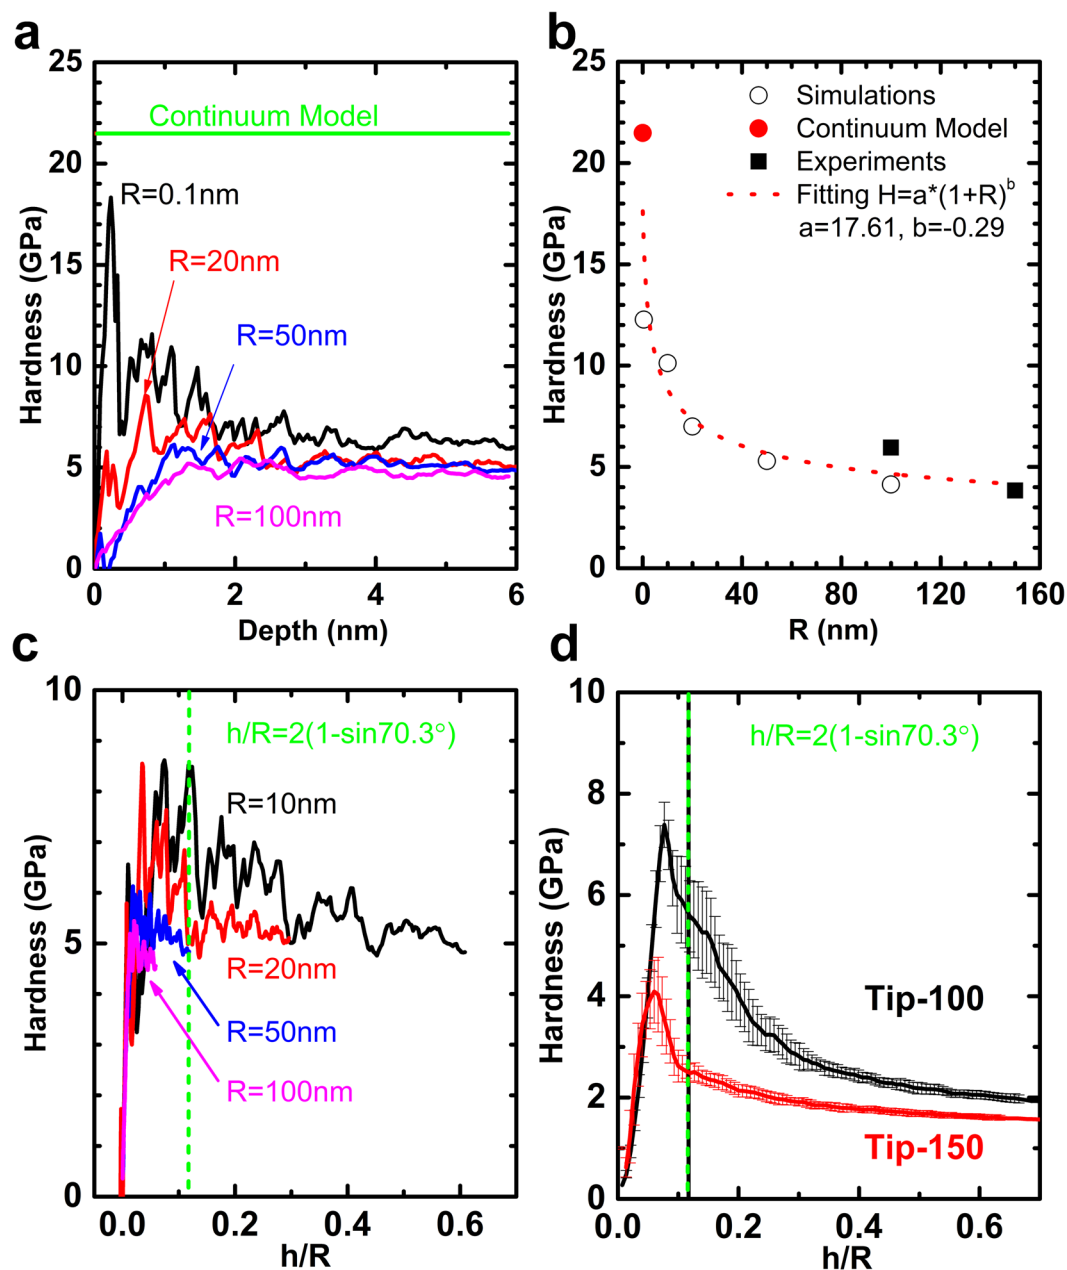 a
Hardness (GPa)
25
20
15
10
5
0
Continuum Model
R=0.1nm
R=20nm
R=50nm
R=100nm
0 2 4 6
Depth (nm)
b
Hardness (GPa)
25
20
15
10
5
0
Simulations
Continuum Model
Experiments
Fitting H=a*(1+R)^b
a=17.61, b=-0.29
0 40 80 120 160
R (nm)
c
Hardness (GPa)
10
5
0
h/R=2(1-sin70.3°)
R=10nm
R=20nm
R=50nm
R=100nm
0.0 0.2 0.4 0.6
h/R
d
Hardness (GPa)
10
8
6
4
2
0
h/R=2(1-sin70.3°)
Tip-100
Tip-150
0.0 0.2 0.4 0.6
h/R